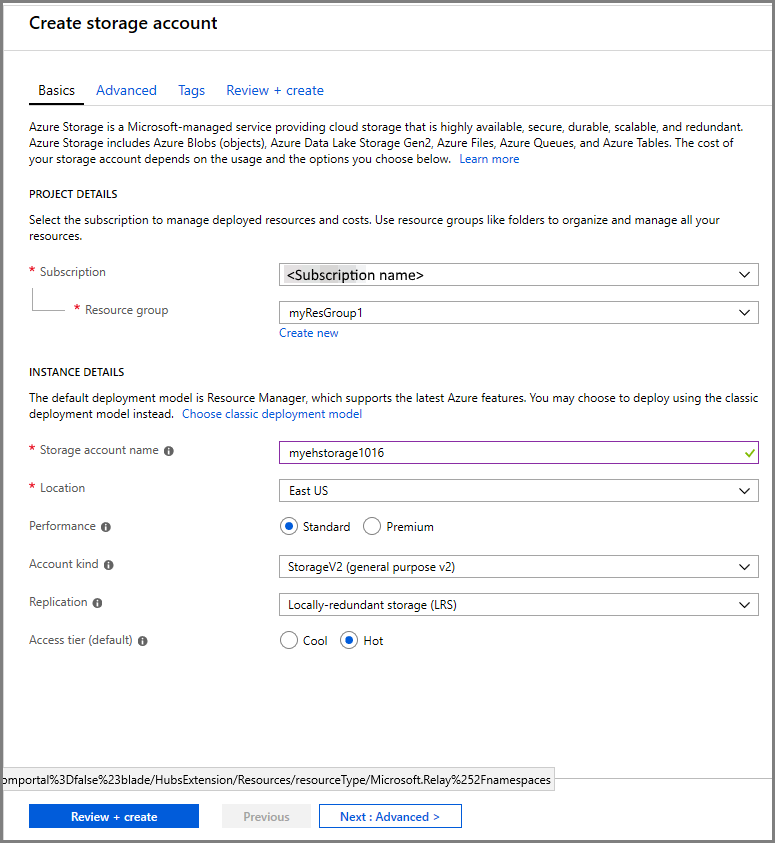 Create storage account
Basics Advanced Tags Review + create
Azure Storage is a Microsoft-managed service providing cloud storage that is highly available, secure, durable, scalable, and redundant.
Azure Storage includes Azure Blobs (objects), Azure Data Lake Storage Gen2, Azure Files, Azure Queues, and Azure Tables. The cost of
your storage account depends on the usage and the options you choose below. Learn more
PROJECT DETAILS
Select the subscription to manage deployed resources and costs. Use resource groups like folders to organize and manage all your
resources.
* Subscription <Subscription name>
* Resource group myResGroup1
Create new
INSTANCE DETAILS
The default deployment model is Resource Manager, which supports the latest Azure features. You may choose to deploy using the classic
deployment model instead. Choose classic deployment model
* Storage account name myehstorage1016
* Location East US
Performance Standard Premium
Account kind StorageV2 (general purpose v2)
Replication Locally-redundant storage (LRS)
Access tier (default) Cool Hot
omportal%3Dfalse%23blade/HubsExtension/Resources/resourceType/Microsoft.Relay%252Fnamespaces
Review + create Previous Next : Advanced >